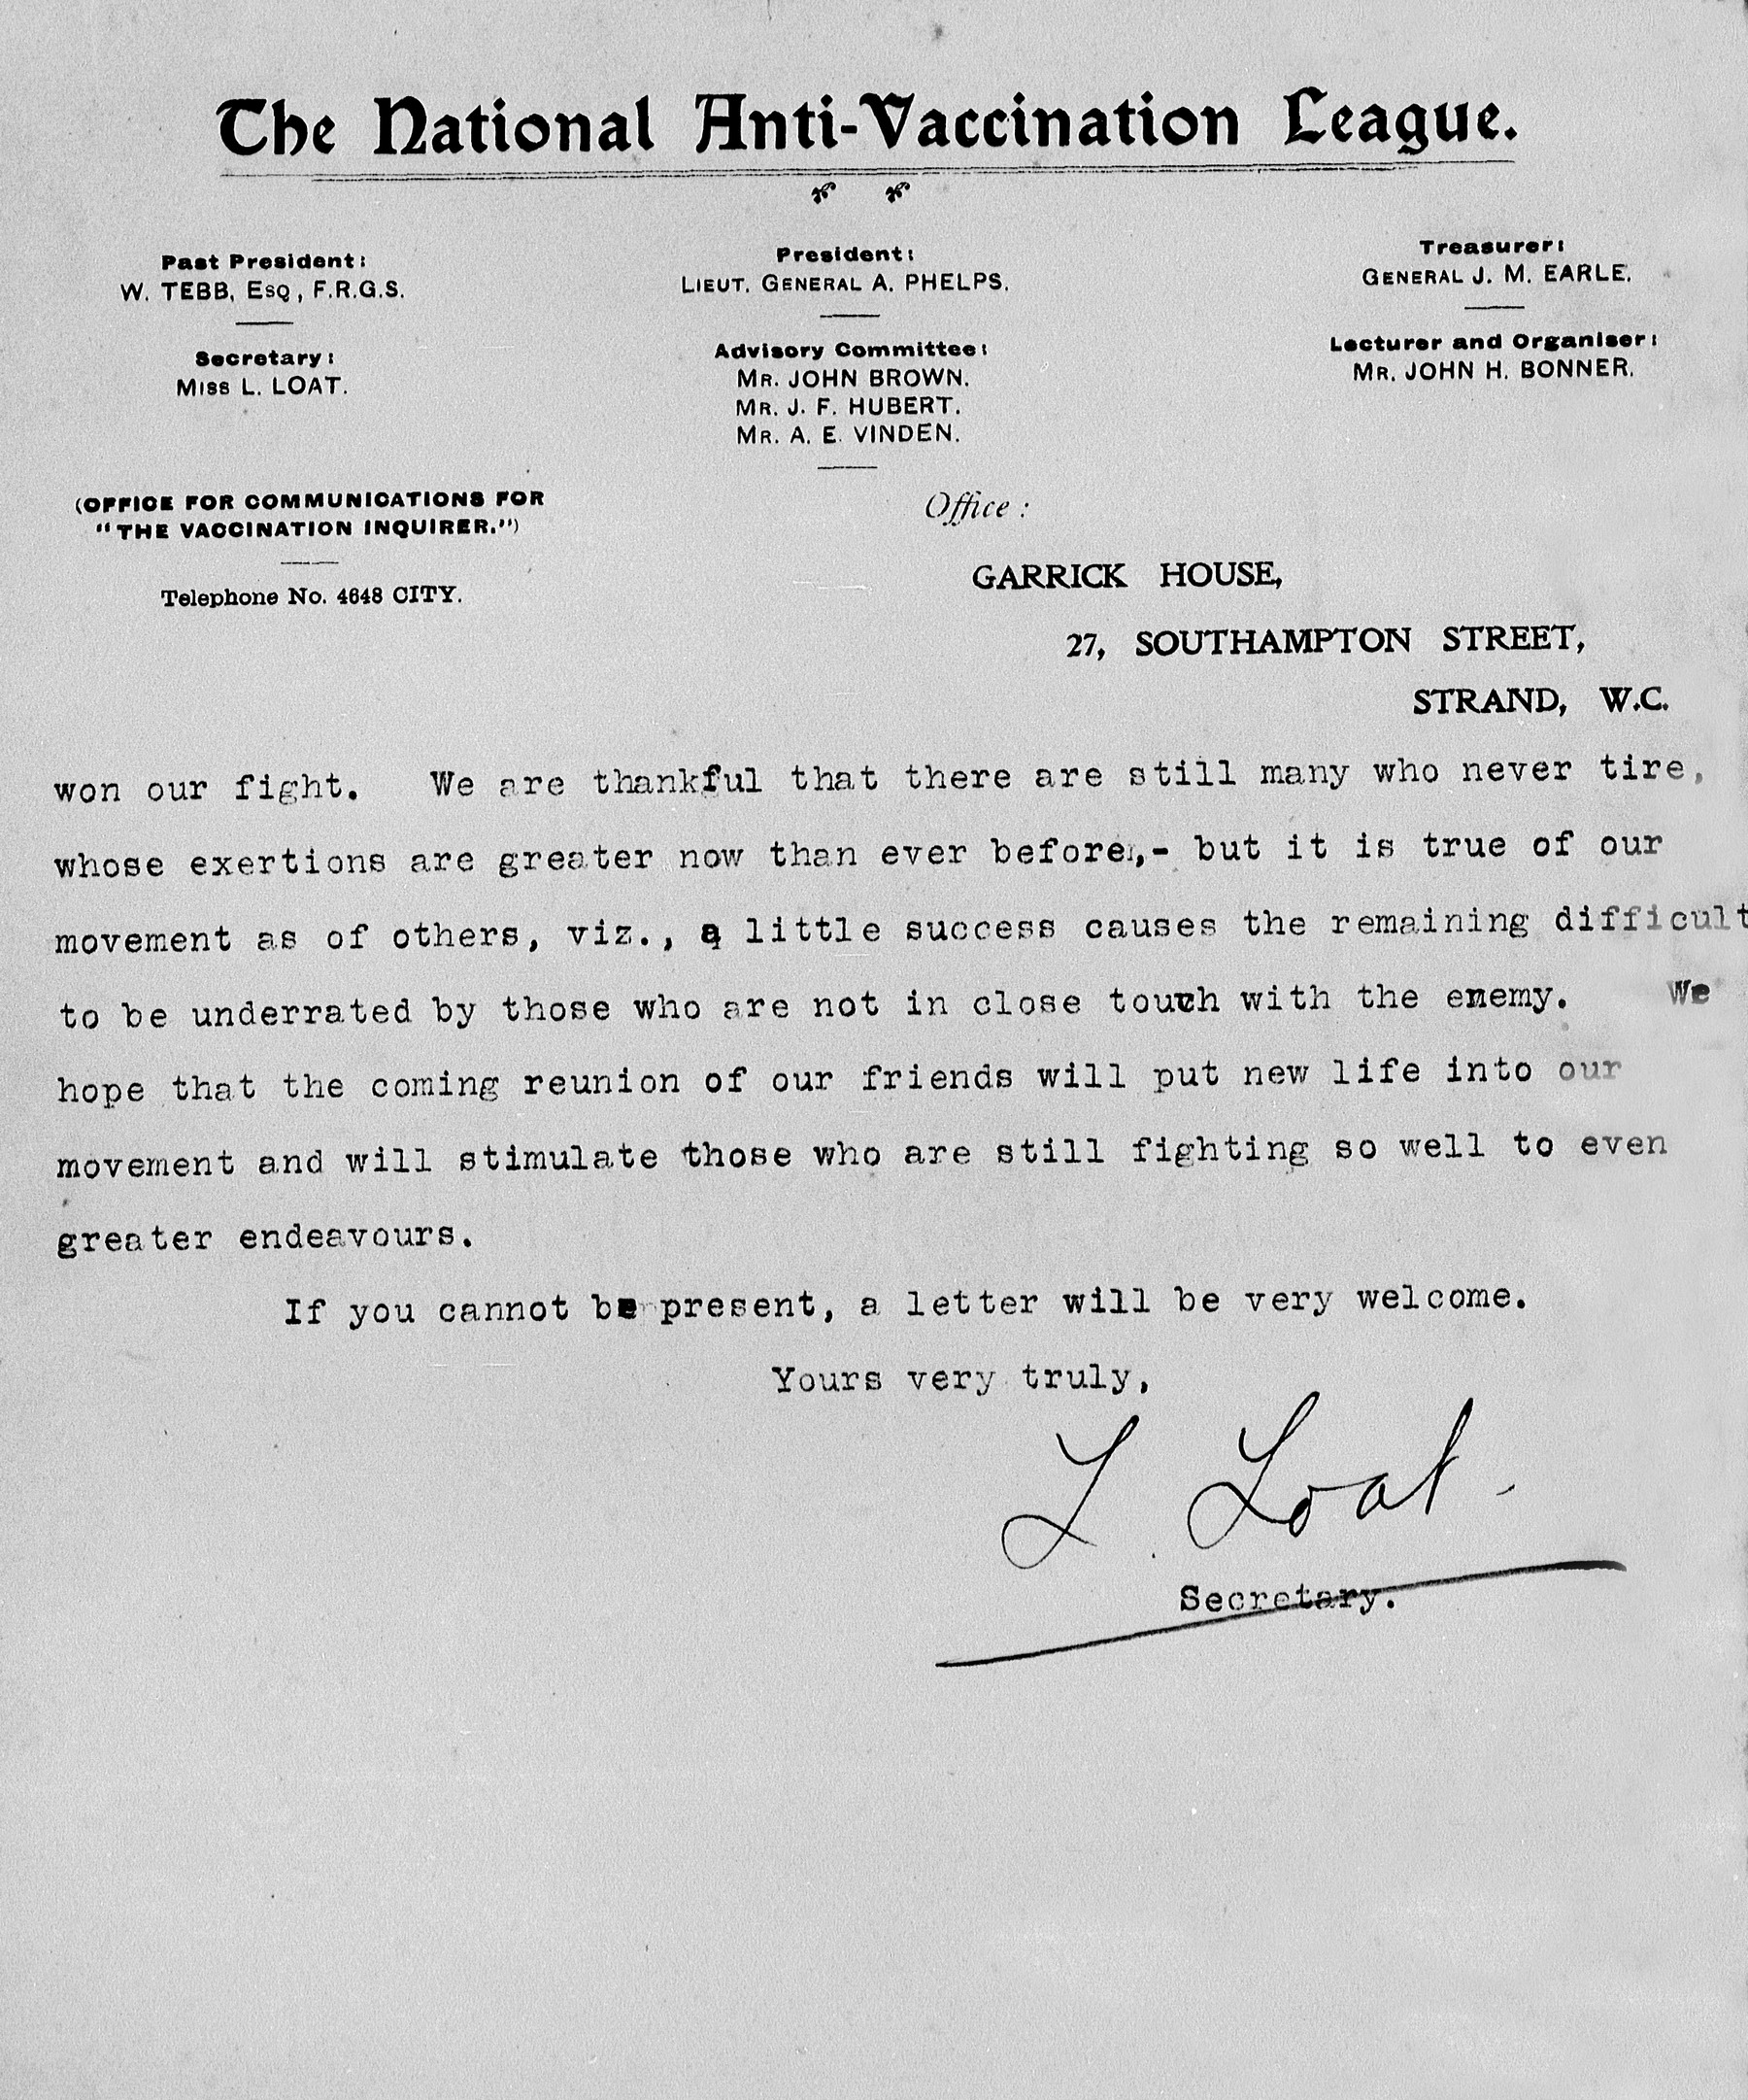 The National Anti-Vaccination League.
Past President:
W. TEBB, Esq, F.R.G.S.
Secretary:
Miss L. LOAT.
President:
Lieut. General A. PHELPS.
Advisory Committee:
Mr. JOHN BROWN.
Mr. J. F. HUBERT.
Mr. A. E. VINDEN.
Treasurer:
General J. M. EARLE.
Lecturer and Organiser:
Mr. JOHN H. BONNER.
(OFFICE FOR COMMUNICATIONS FOR
"THE VACCINATION INQUIRER.")
Telephone No. 4648 CITY.
Office:
GARRICK HOUSE,
27, SOUTHAMPTON STREET,
STRAND, W.C.
won our fight. We are thankful that there are still many who never tire,
whose exertions are greater now than ever before,- but it is true of our
movement as of others, viz., a little success causes the remaining difficult
to be underrated by those who are not in close touch with the enemy. We
hope that the coming reunion of our friends will put new life into our
movement and will stimulate those who are still fighting so well to even
greater endeavours.
If you cannot be present, a letter will be very welcome.
Yours very truly,
L. Loat.
Secretary.